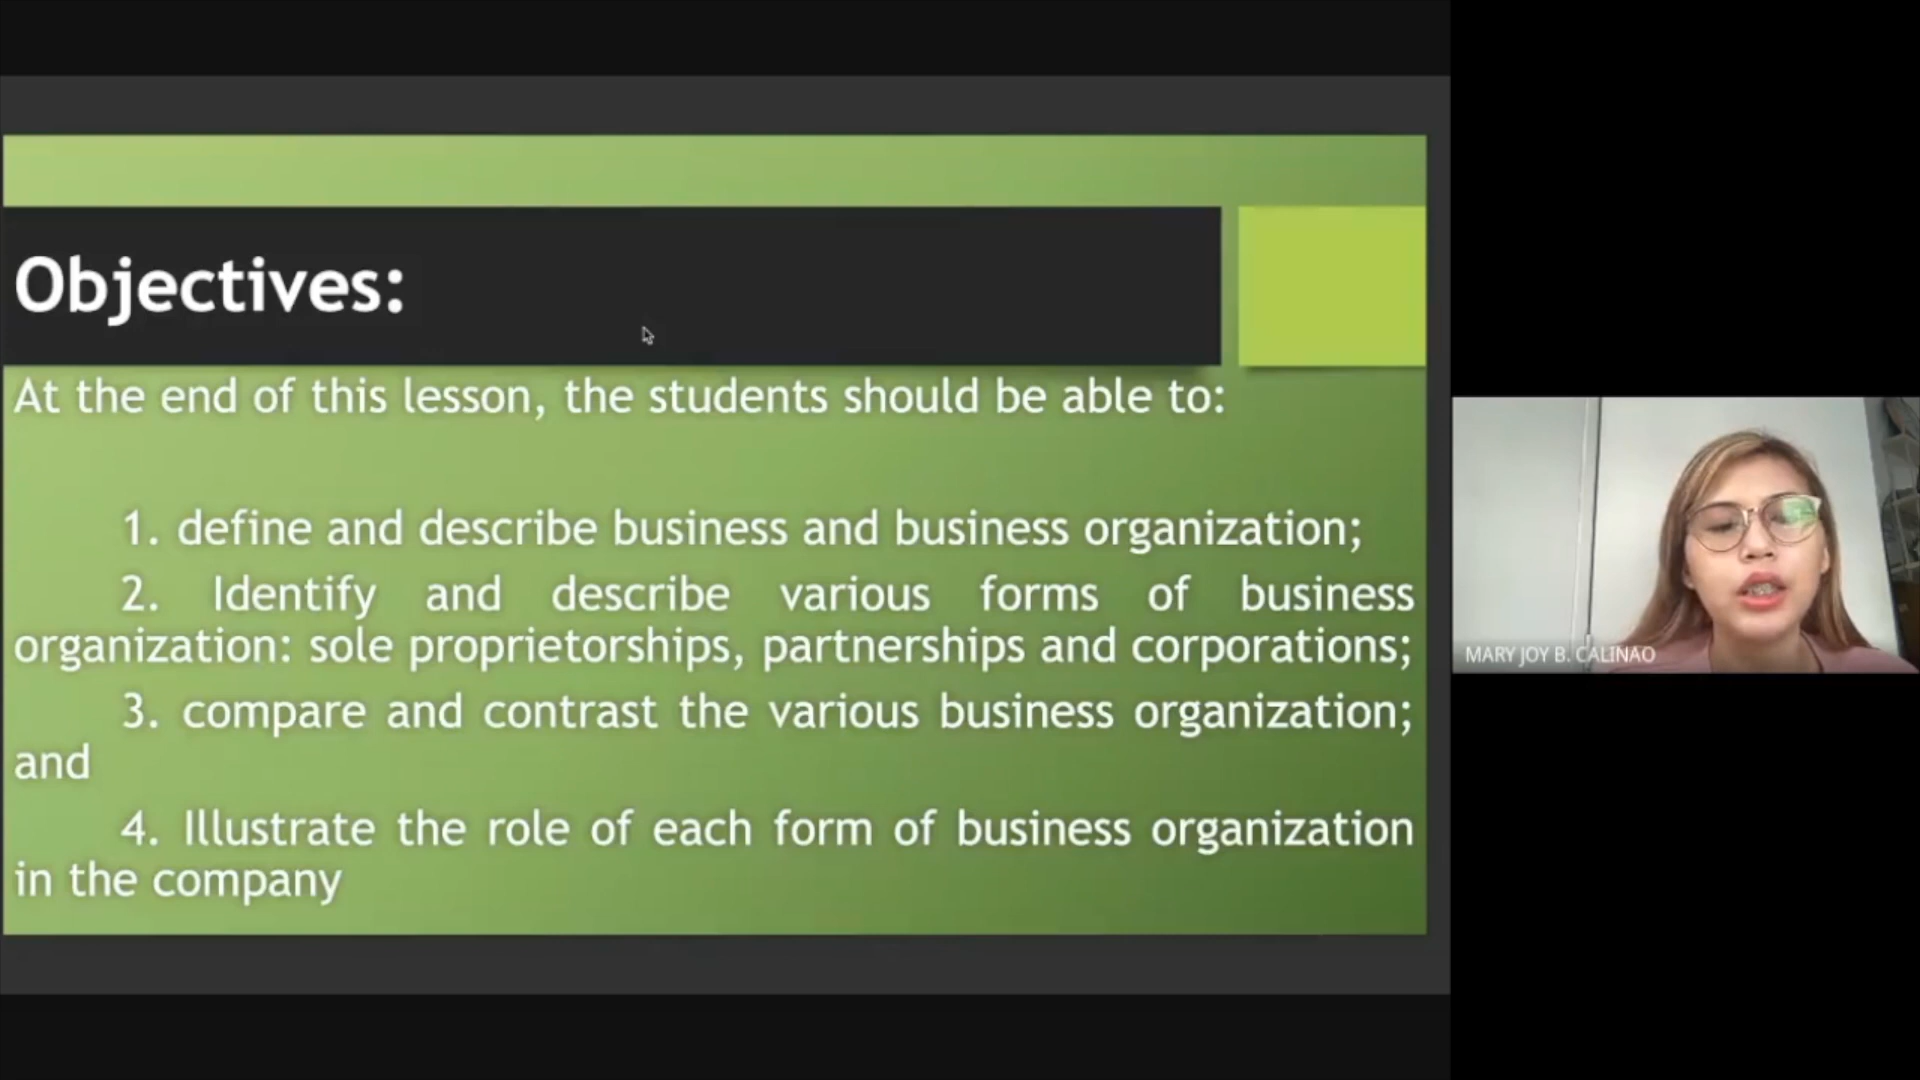 Objectives:
At the end of this lesson, the students should be able to:
1. define and describe business and business organization;
2. Identify and describe various forms of business
organization: sole proprietorships, partnerships and corporations;
3. compare and contrast the various business organization;
and
4. Illustrate the role of each form of business organization
in the company
MARY JOY B. CALINAO